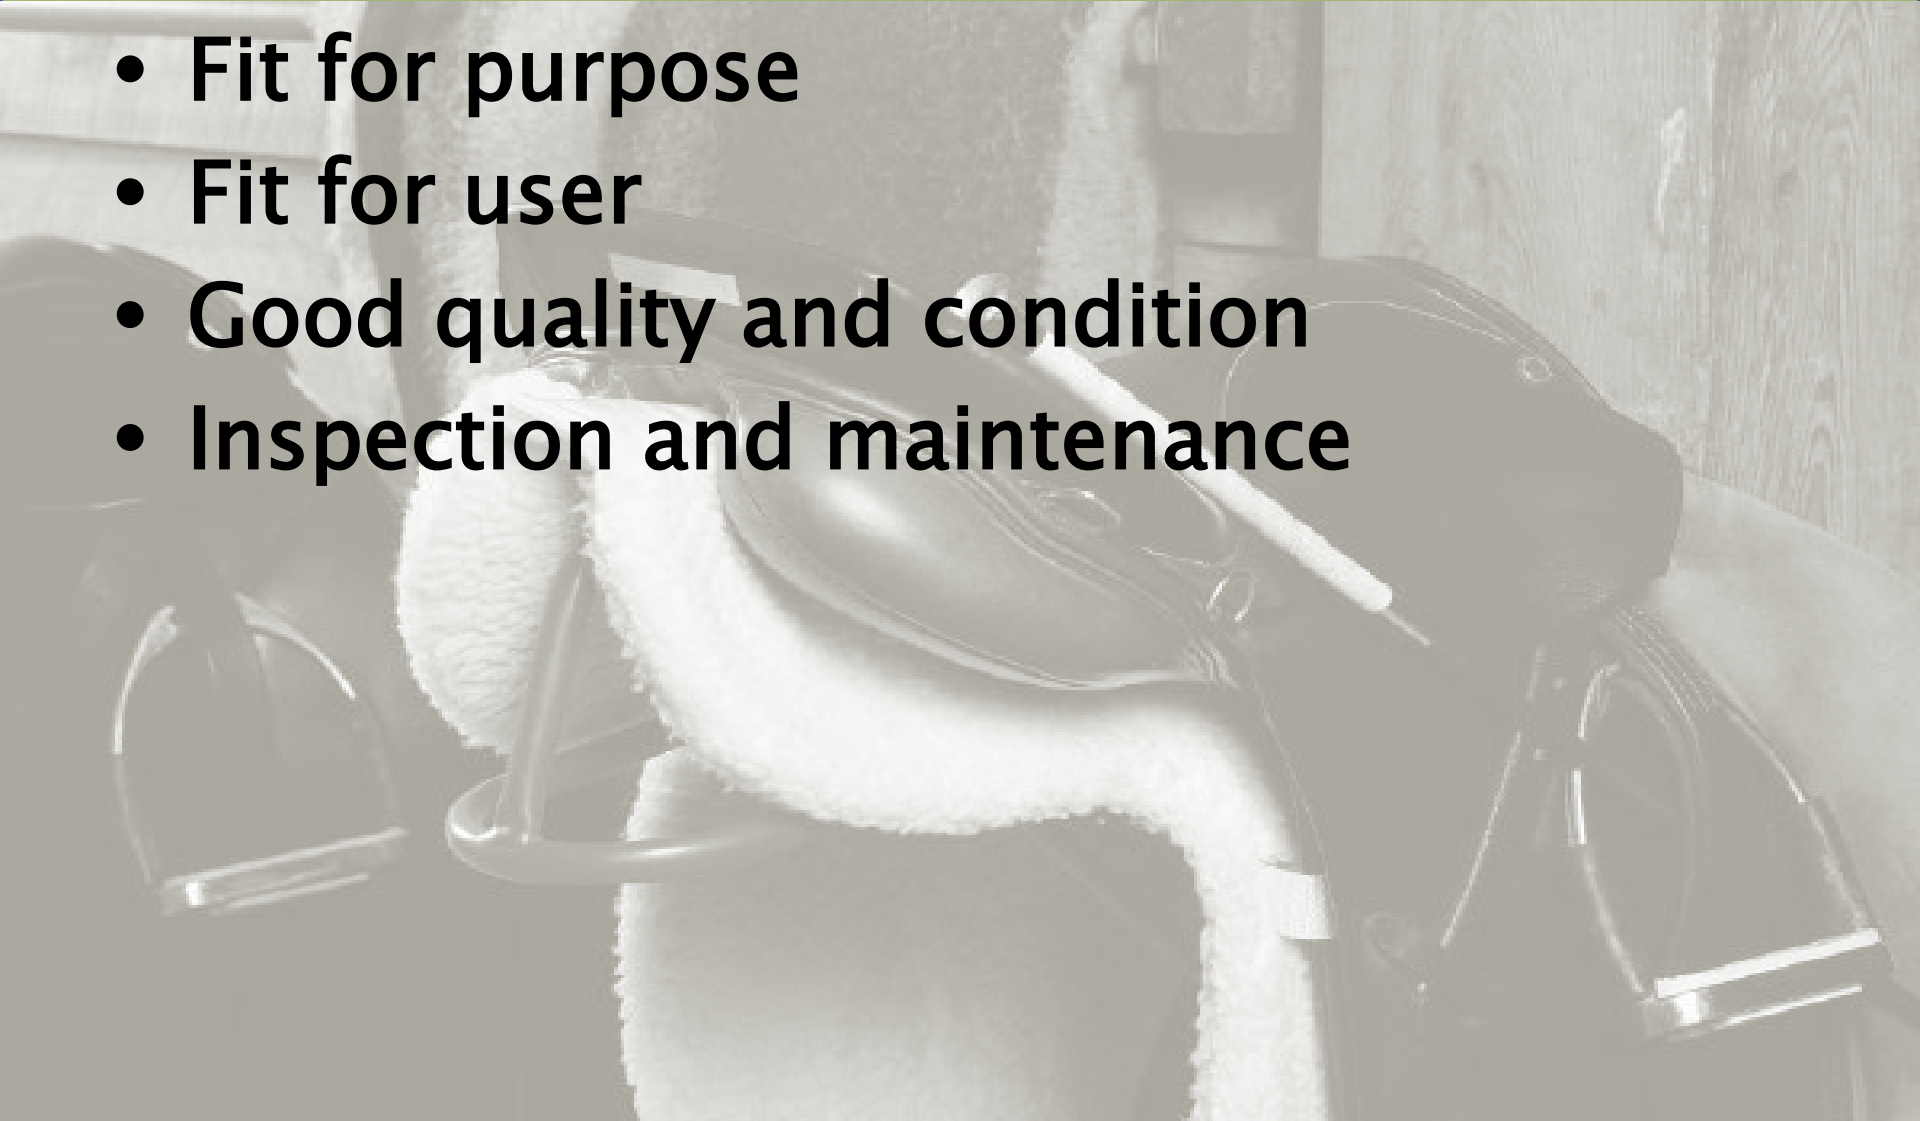 • Fit for purpose
• Fit for user
• Good quality and condition
• Inspection and maintenance